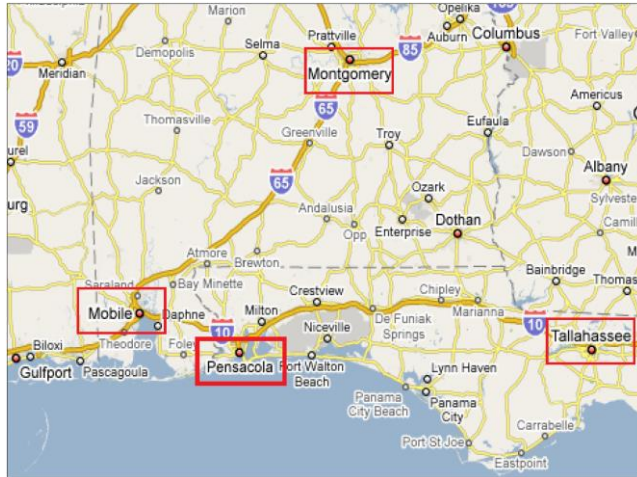 Marion
Prattville
Opelika
Auburn
Columbus
Fort Valley
Demopolis
Selma
Meridian
20
85
Montgomery
Americus
65
59
Thomasville
Greenville
Troy
Eufaula
Dawson
Albany
Jackson
65
Ozark
Sylvester
Andalusia
Opp
Enterprise
Dothan
Atmore
Brewton
Bainbridge
Saraland
Bay Minette
Crestview
Chipley
Marianna
Mobile
Daphne
Milton
10
Niceville
De Funiak
Springs
10
Tallahassee
Theodore
Foley
Biloxi
Gulfport
Pascagoula
Pensacola
Fort Walton
Beach
Lynn Haven
Panama
City Beach
Panama
City
Port St Joe
Carrabelle
Eastpoint